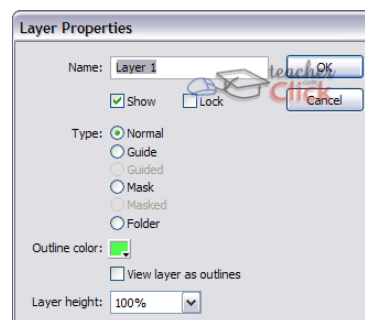 Layer Properties
Name: Layer 1 OK
teacher
.com
Click
Show Lock Cancel
Type: Normal
Guide
Guided
Mask
Masked
Folder
Outline color:
View layer as outlines
Layer height: 100%